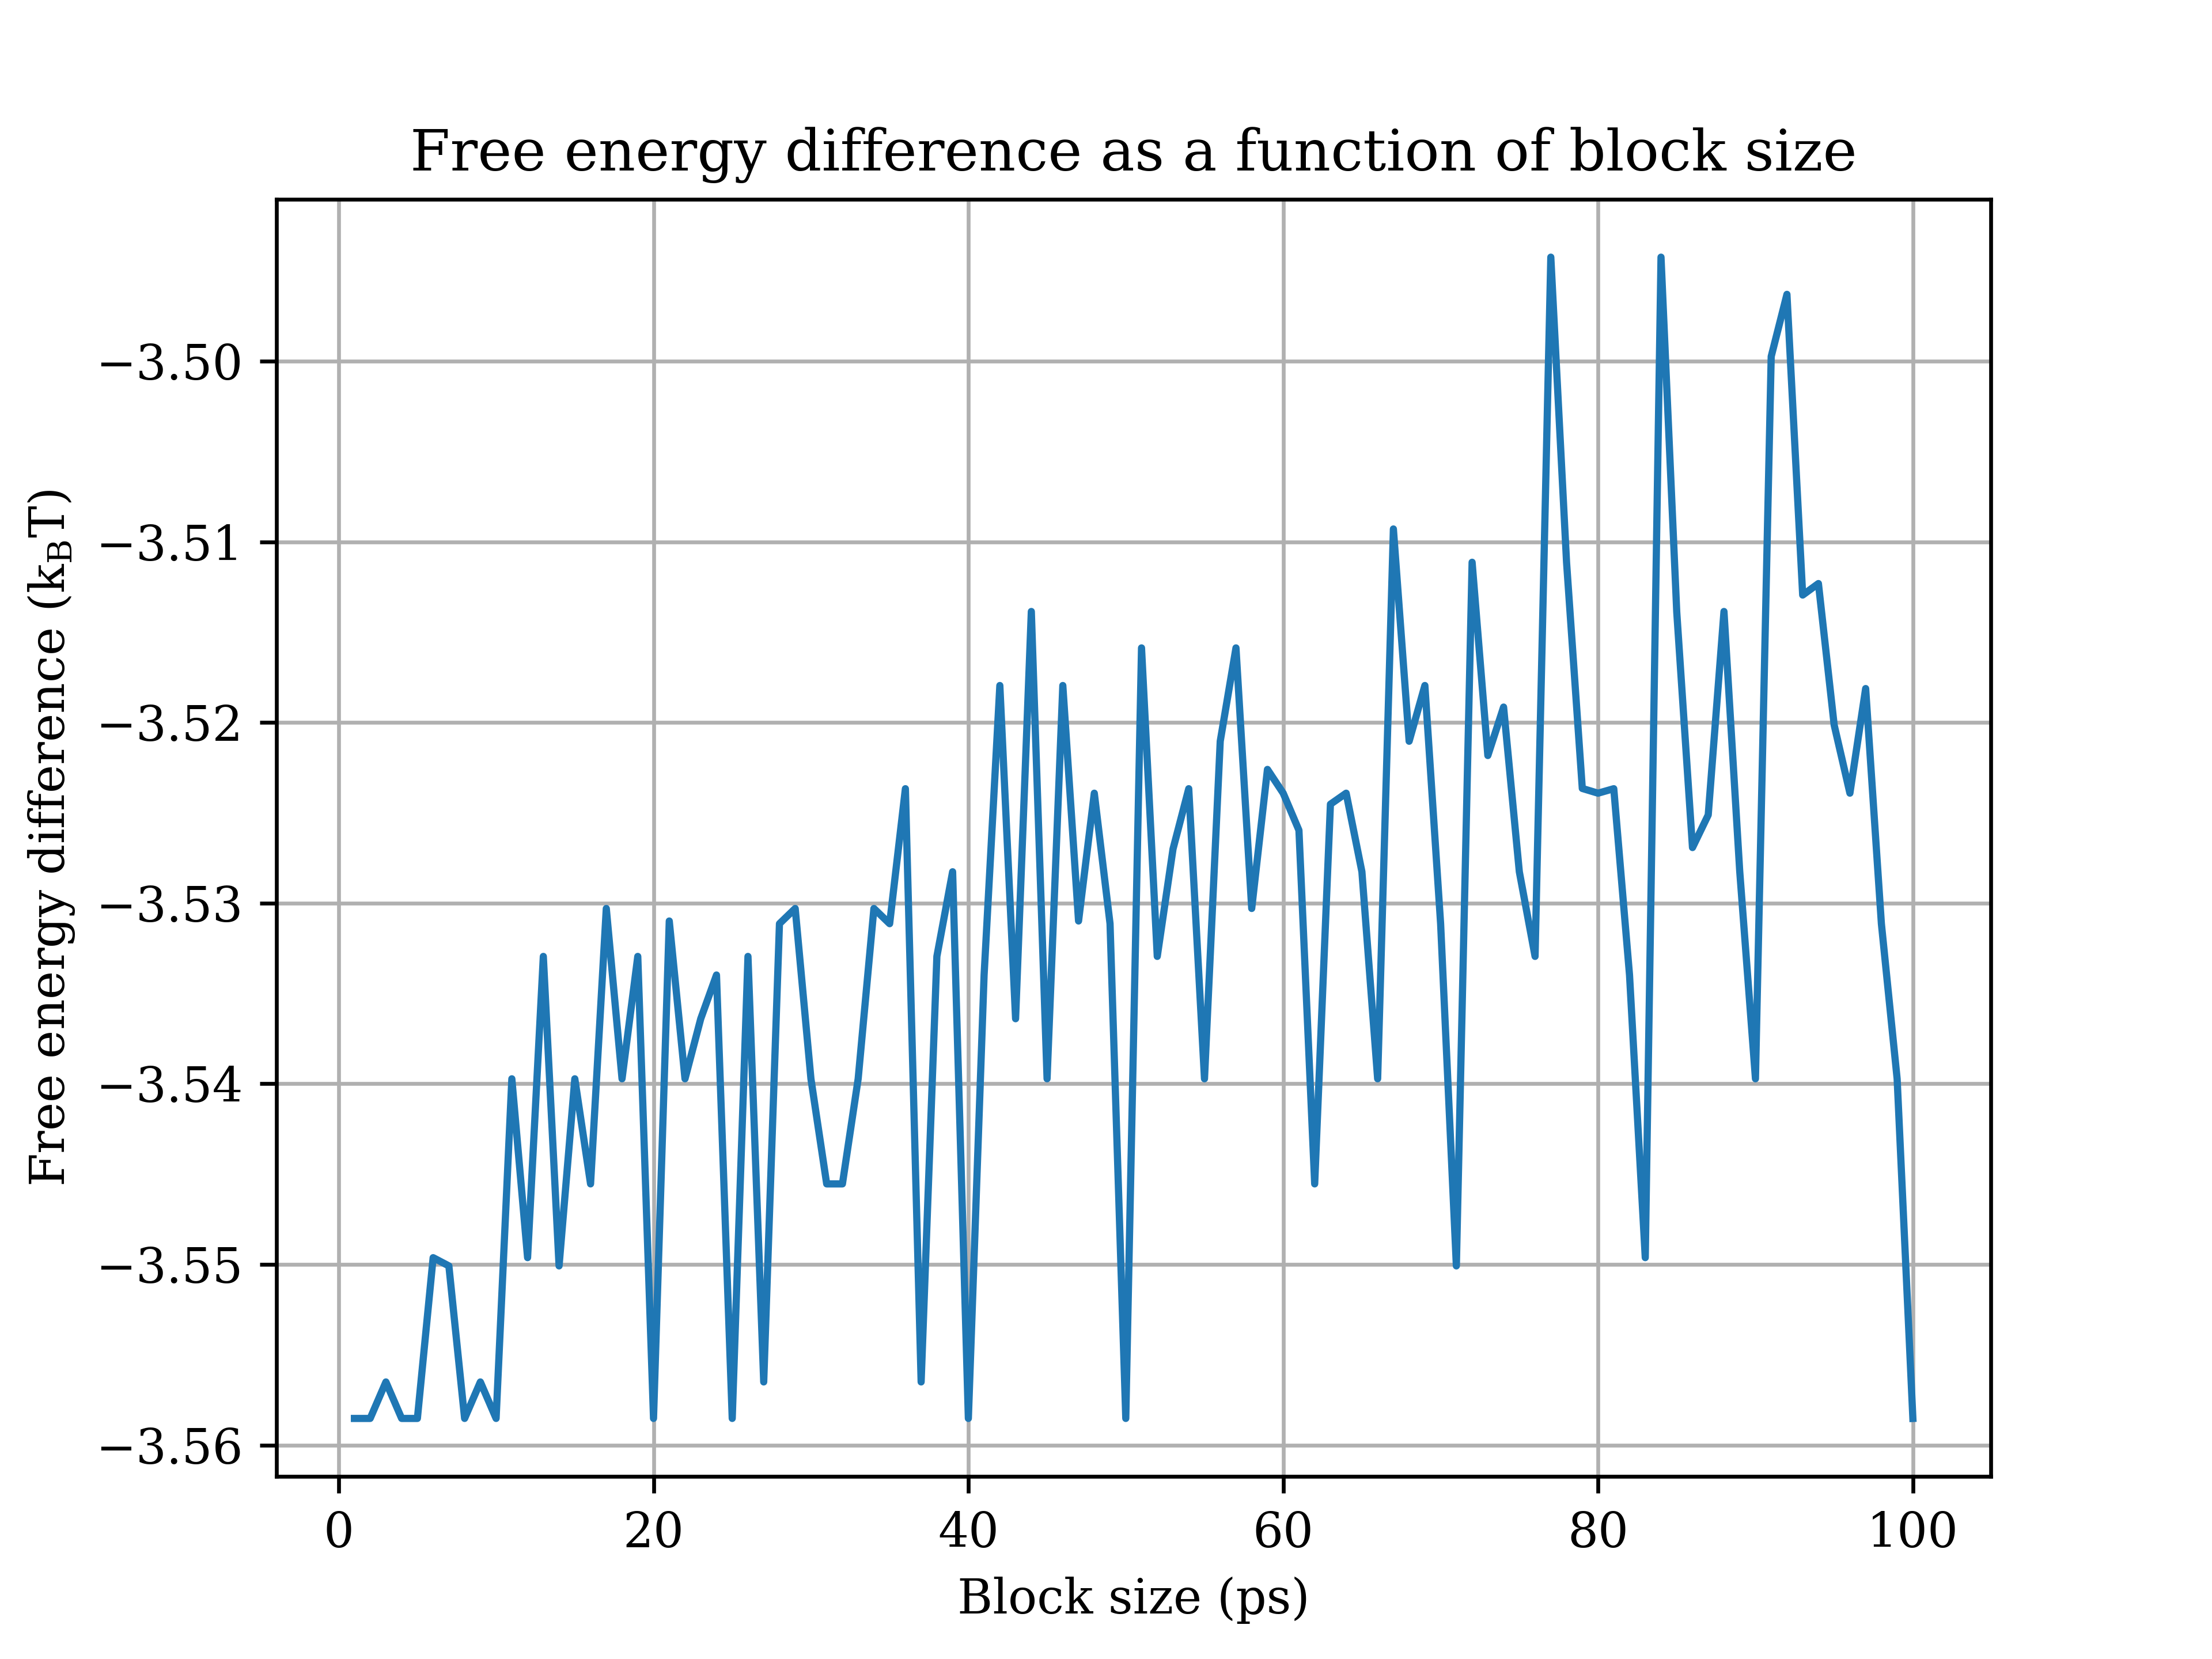 Free energy difference as a function of block size
Free energy difference (k_BT)
−3.50
−3.51
−3.52
−3.53
−3.54
−3.55
−3.56
0 20 40 60 80 100
Block size (ps)